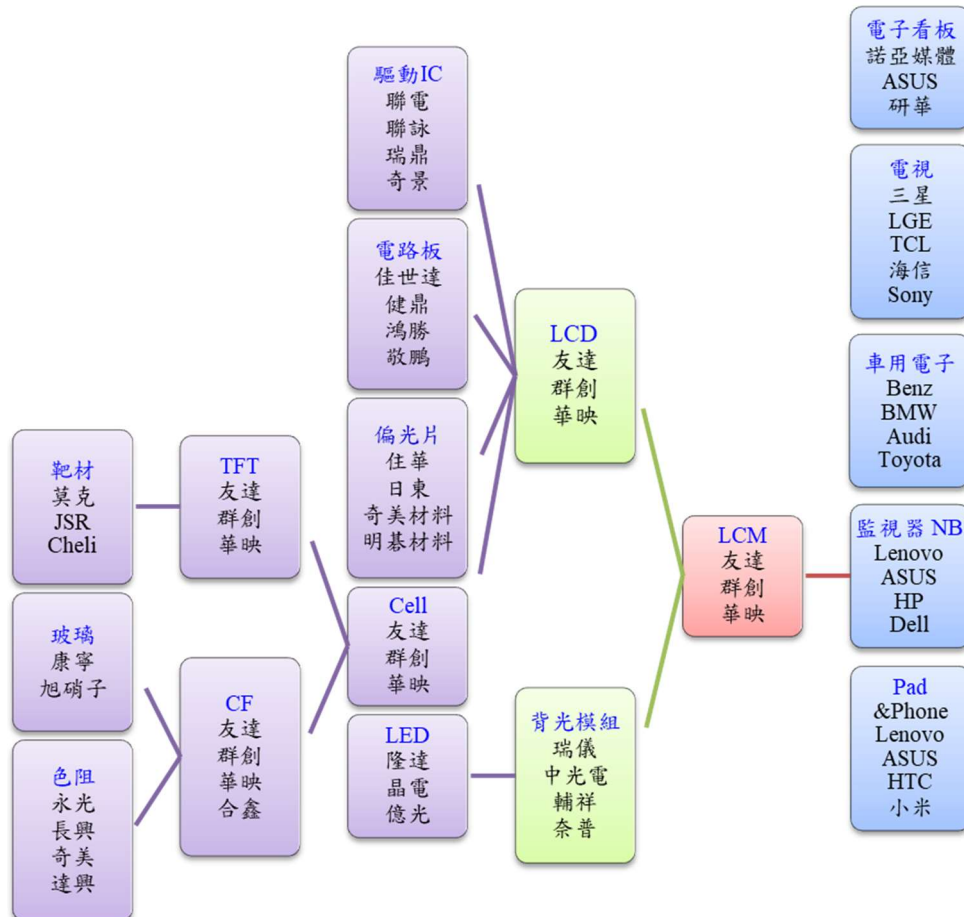 靶材
莫克
JSR
Cheli
玻璃
康寧
旭硝子
色阻
永光
長興
奇美
達興
TFT
友達
群創
華映
CF
友達
群創
華映
合鑫
驅動IC
聯電
聯詠
瑞鼎
奇景
電路板
佳世達
健鼎
鴻勝
敬鵬
偏光片
住華
日東
奇美材料
明碁材料
Cell
友達
群創
華映
LED
隆達
晶電
億光
LCD
友達
群創
華映
背光模組
瑞儀
中光電
輔祥
奈普
LCM
友達
群創
華映
電子看板
諾亞媒體
ASUS
研華
電視
三星
LGE
TCL
海信
Sony
車用電子
Benz
BMW
Audi
Toyota
監視器 NB
Lenovo
ASUS
HP
Dell
Pad
&Phone
Lenovo
ASUS
HTC
小米